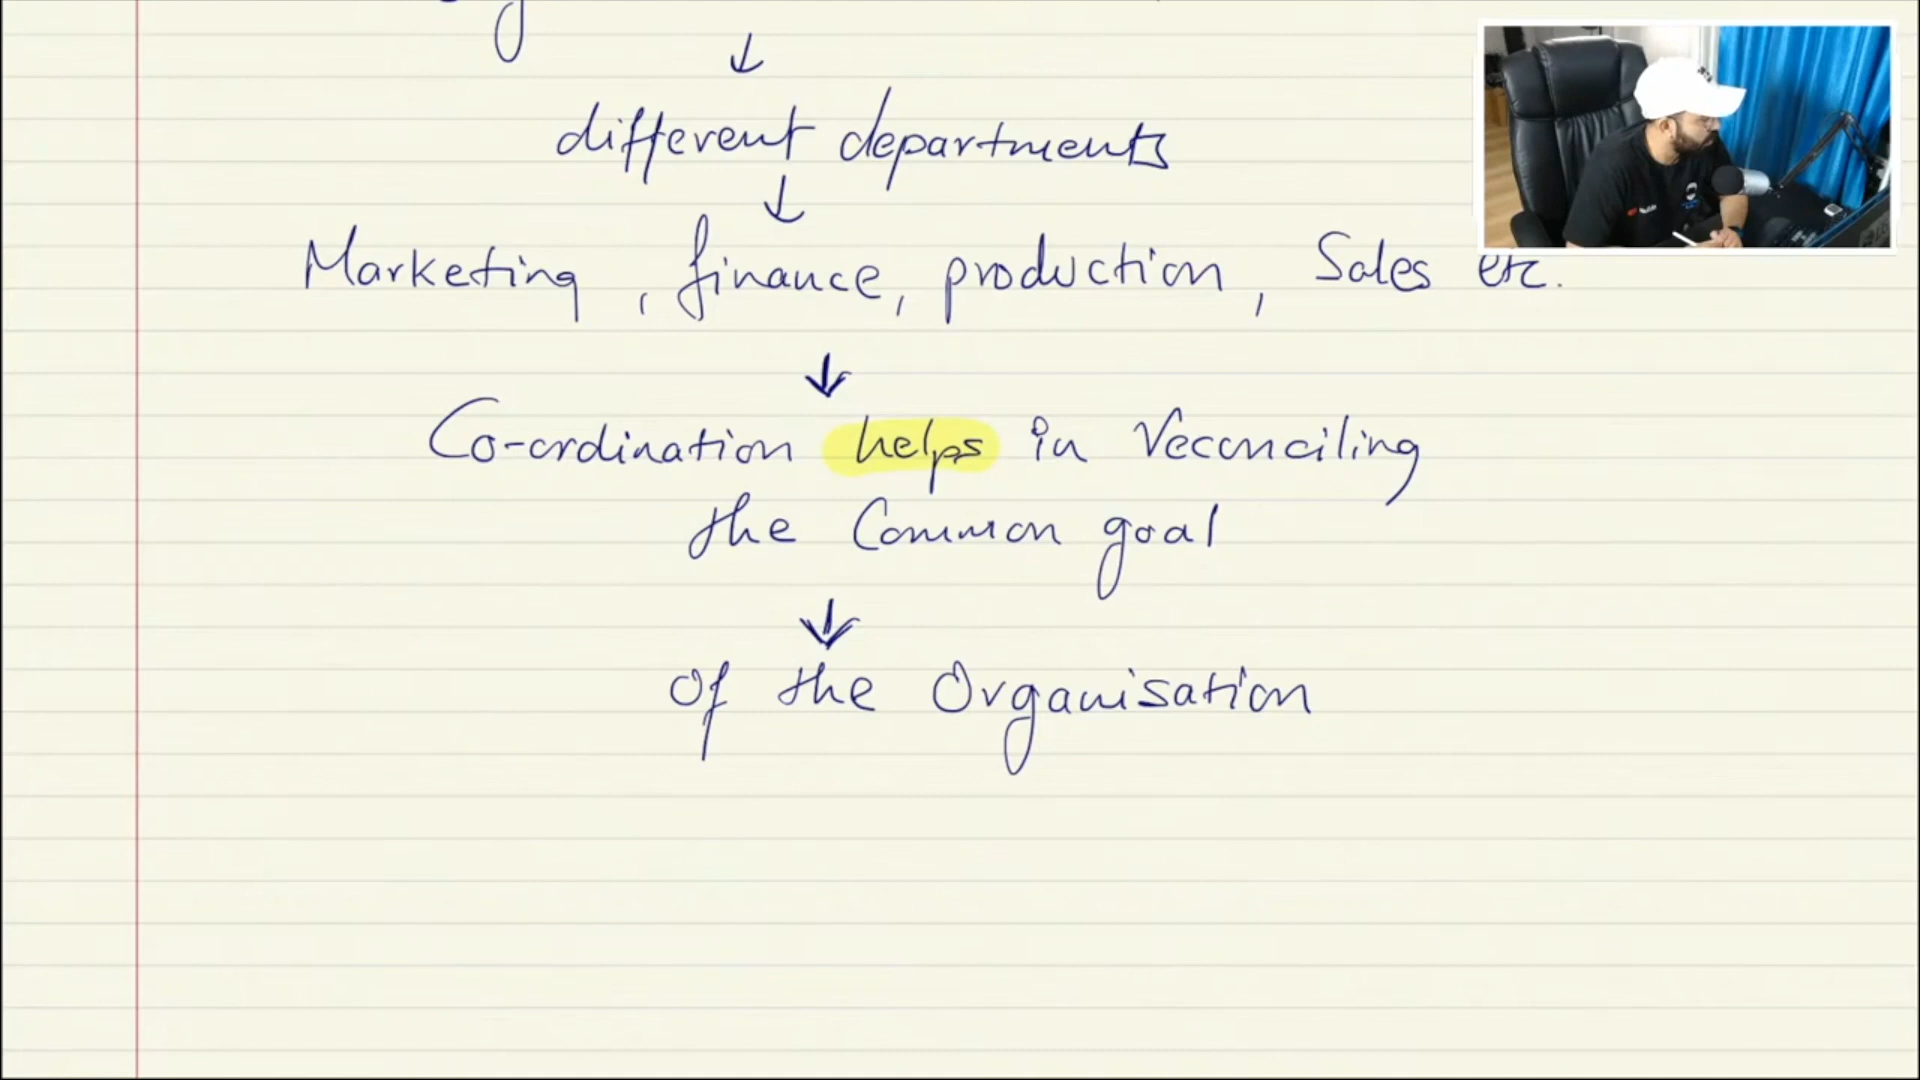 ↓
different departments
↓
Marketing, finance, production, Sales etc.
↓
Co-ordination helps in reconciling
the Common goal
↓
of the Organisation